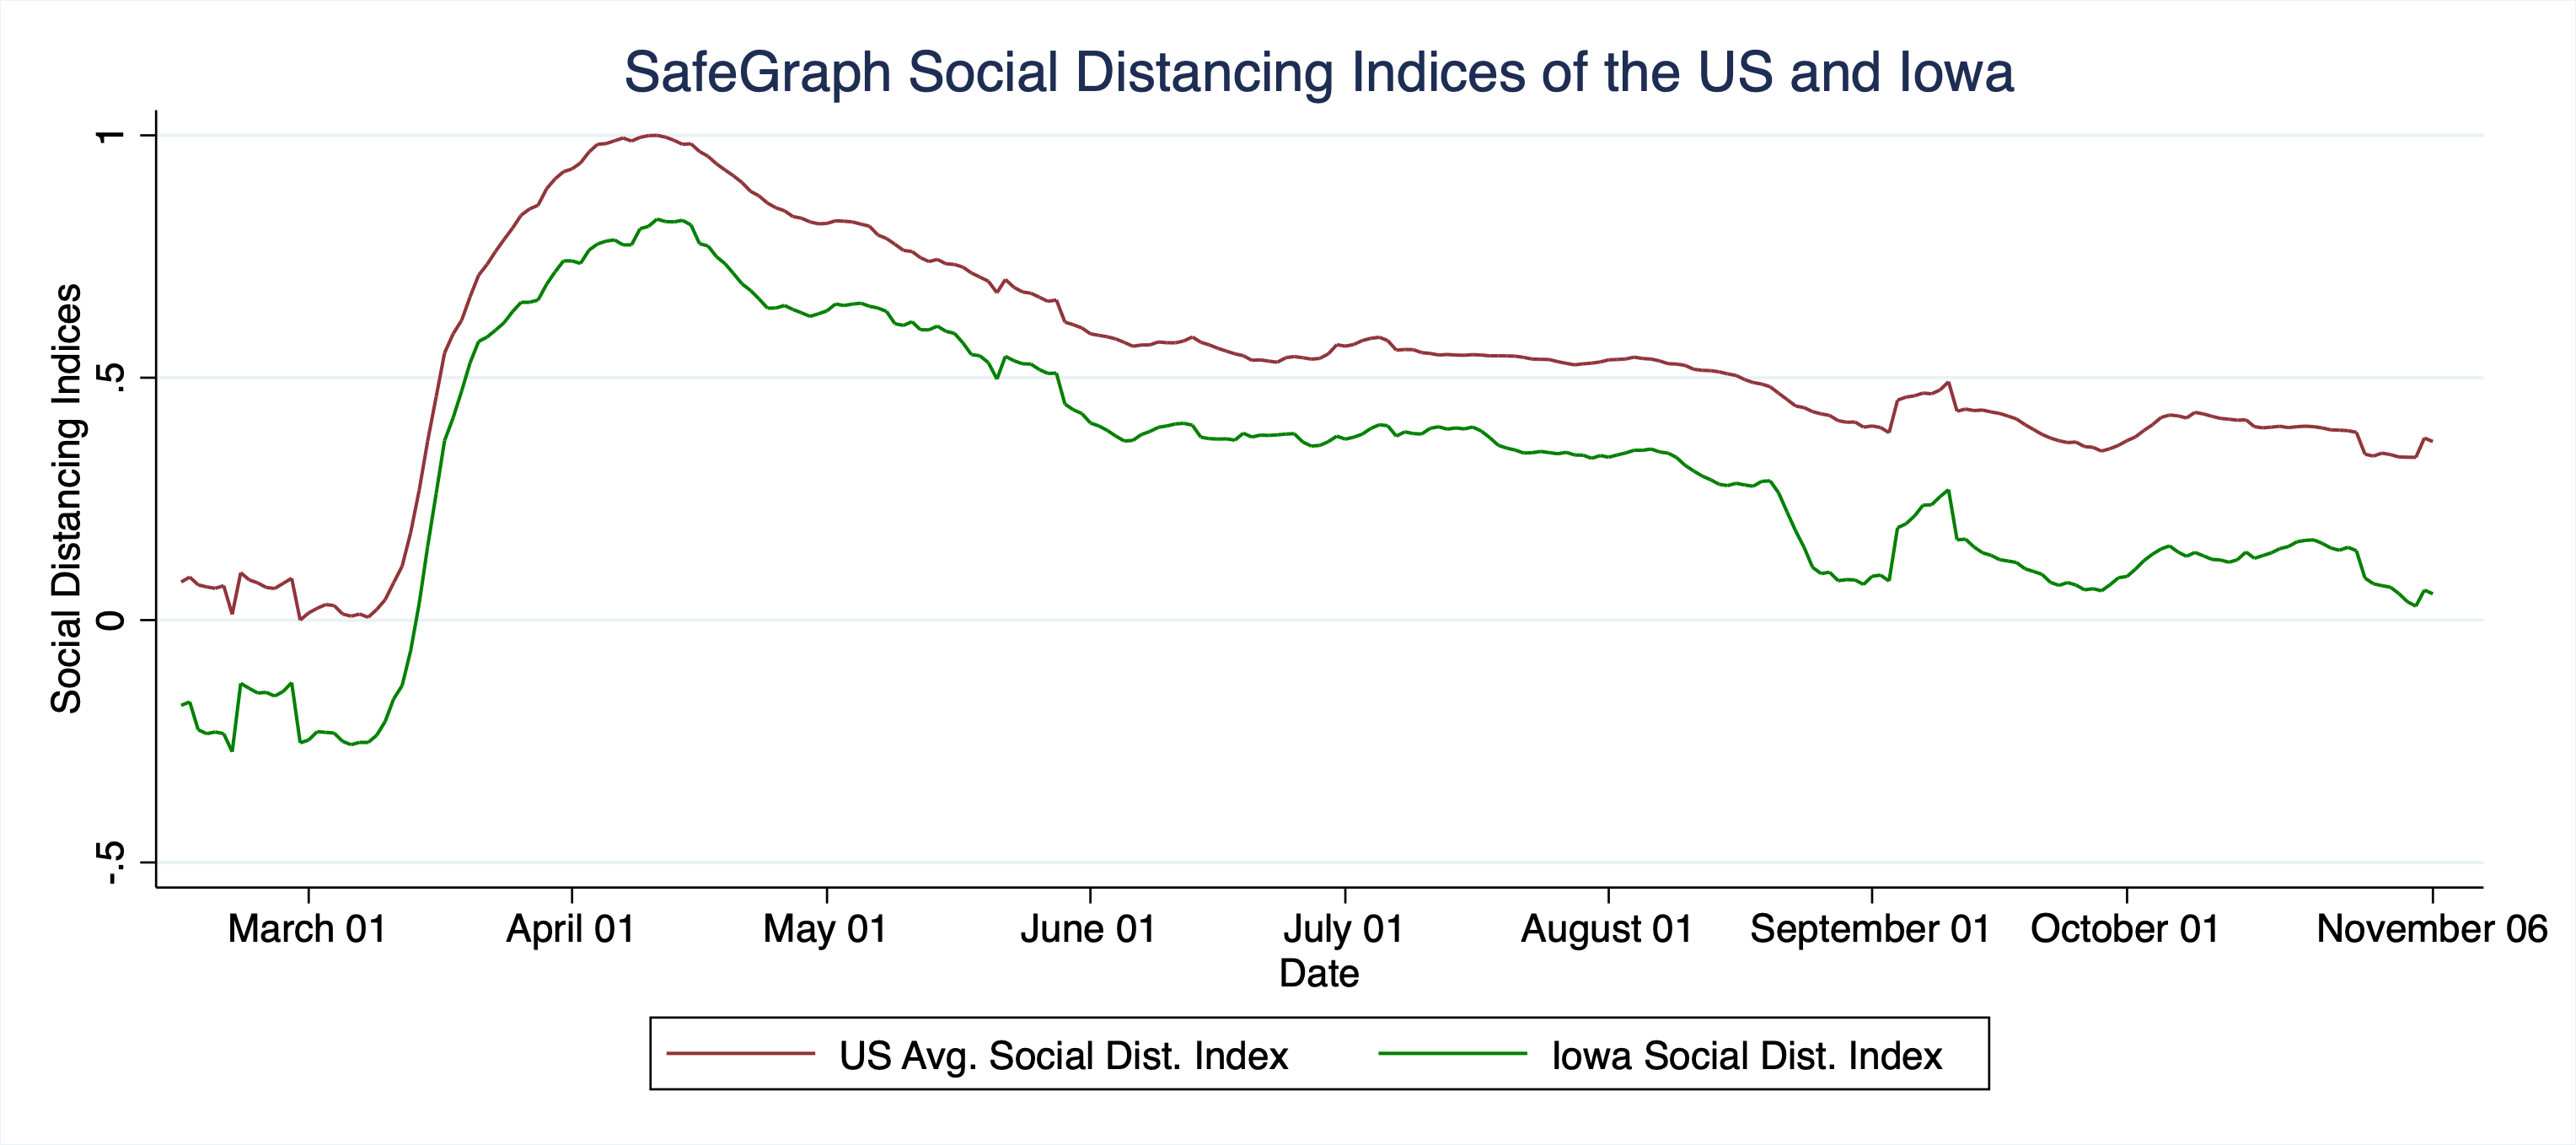 SafeGraph Social Distancing Indices of the US and Iowa
Social Distancing Indices
1
.5
0
-.5
March 01
April 01
May 01
June 01
July 01
August 01
September 01
October 01
November 06
Date
US Avg. Social Dist. Index
Iowa Social Dist. Index